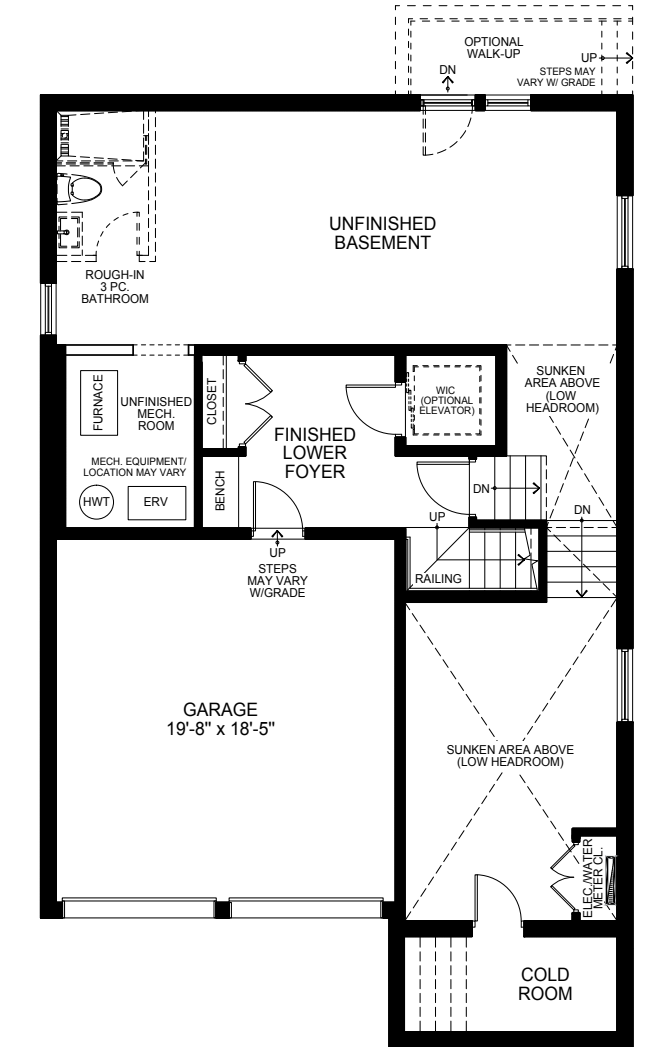 OPTIONAL
WALK-UP
UP
DN
STEPS MAY
VARY W/ GRADE
UNFINISHED
BASEMENT
ROUGH-IN
3 PC.
BATHROOM
FURNACE
UNFINISHED
MECH.
ROOM
MECH. EQUIPMENT/
LOCATION MAY VARY
HWT
ERV
CLOSET
BENCH
FINISHED
LOWER
FOYER
WIC
(OPTIONAL
ELEVATOR)
SUNKEN
AREA ABOVE
(LOW
HEADROOM)
DN
DN
UP
RAILING
UP
STEPS
MAY VARY
W/GRADE
GARAGE
19'-8" x 18'-5"
SUNKEN AREA ABOVE
(LOW HEADROOM)
ELEC./WATER
METER CL.
COLD
ROOM